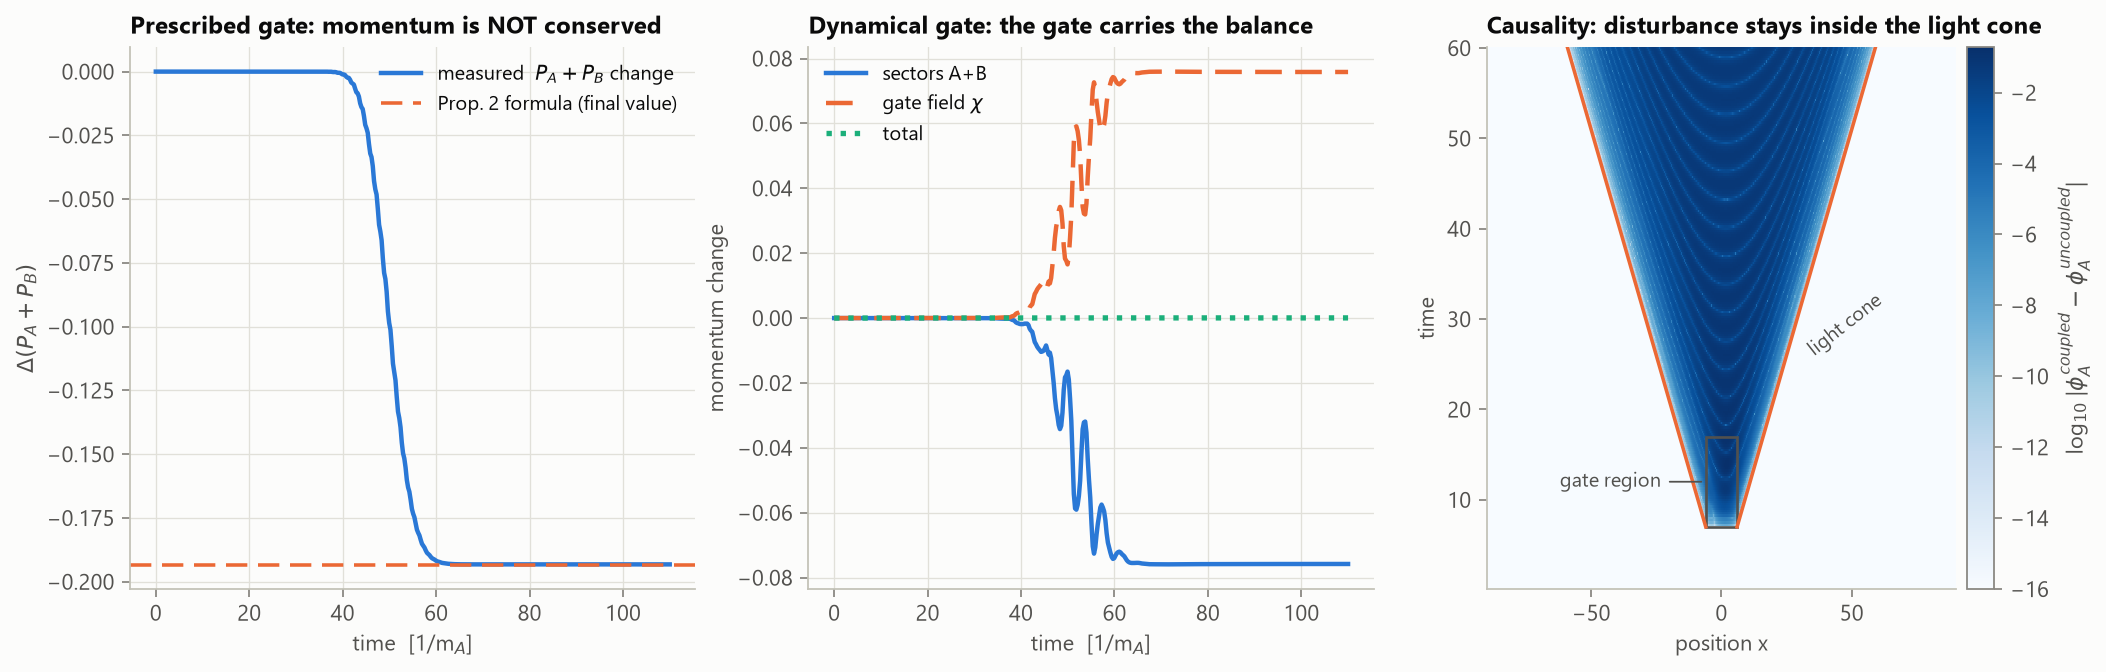 Prescribed gate: momentum is NOT conserved
measured P_A + P_B change
Prop. 2 formula (final value)
Δ(P_A + P_B)
0.000
−0.025
−0.050
−0.075
−0.100
−0.125
−0.150
−0.175
−0.200
0 20 40 60 80 100
time [1/m_A]
Dynamical gate: the gate carries the balance
sectors A+B
gate field χ
total
momentum change
0.08
0.06
0.04
0.02
0.00
−0.02
−0.04
−0.06
−0.08
0 20 40 60 80 100
time [1/m_A]
Causality: disturbance stays inside the light cone
time
60
50
40
30
20
10
light cone
gate region
−50 0 50
position x
−2
−4
−6
−8
−10
−12
−14
−16
log₁₀ |ϕ_A^coupled − ϕ_A^uncoupled|